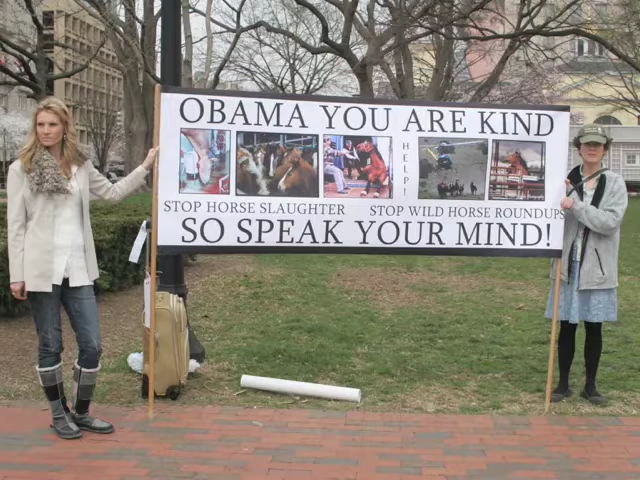 OBAMA YOU ARE KIND
HELP!
STOP HORSE SLAUGHTER STOP WILD HORSE ROUNDUPS
SO SPEAK YOUR MIND!